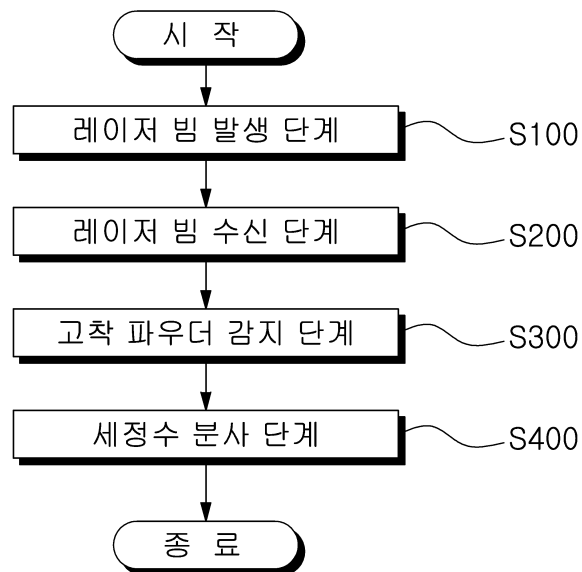 시 작
레이저 빔 발생 단계
S100
레이저 빔 수신 단계
S200
고착 파우더 감지 단계
S300
세정수 분사 단계
S400
종 료